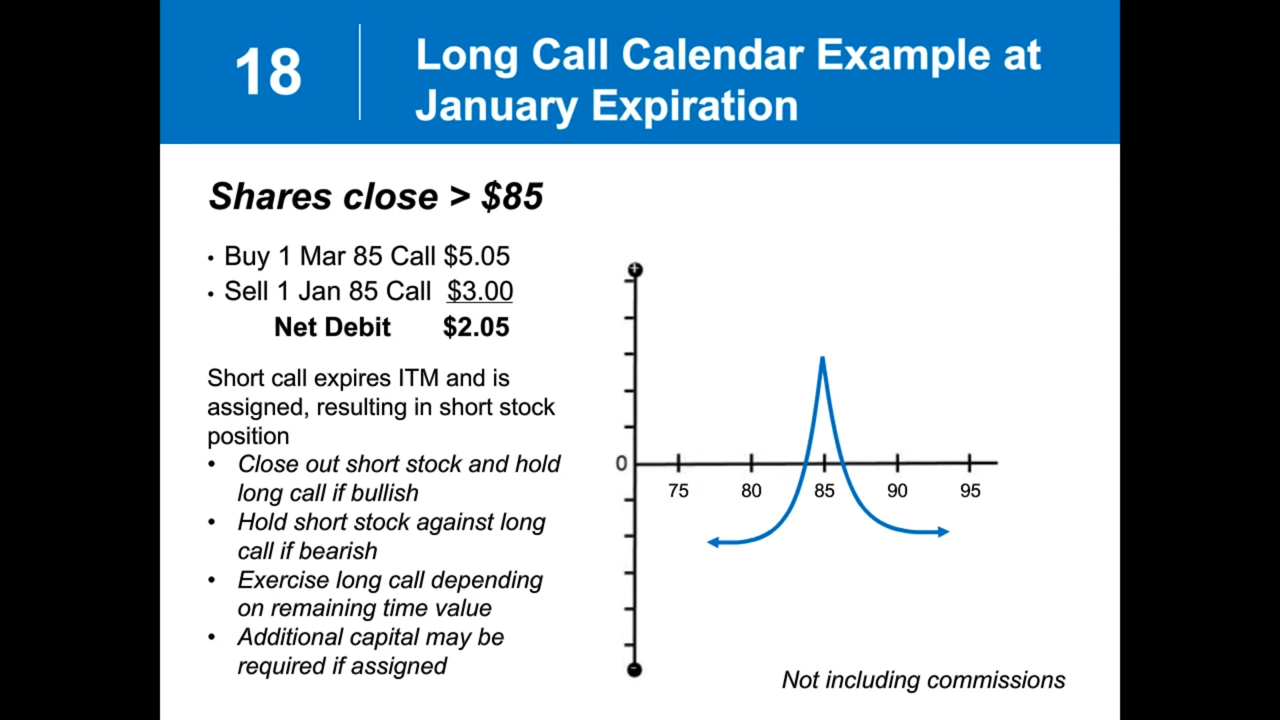 18
Long Call Calendar Example at
January Expiration
Shares close > $85
• Buy 1 Mar 85 Call $5.05
• Sell 1 Jan 85 Call $3.00
Net Debit $2.05
Short call expires ITM and is
assigned, resulting in short stock
position
• Close out short stock and hold
long call if bullish
• Hold short stock against long
call if bearish
• Exercise long call depending
on remaining time value
• Additional capital may be
required if assigned
+
0
75 80 85 90 95
-
Not including commissions